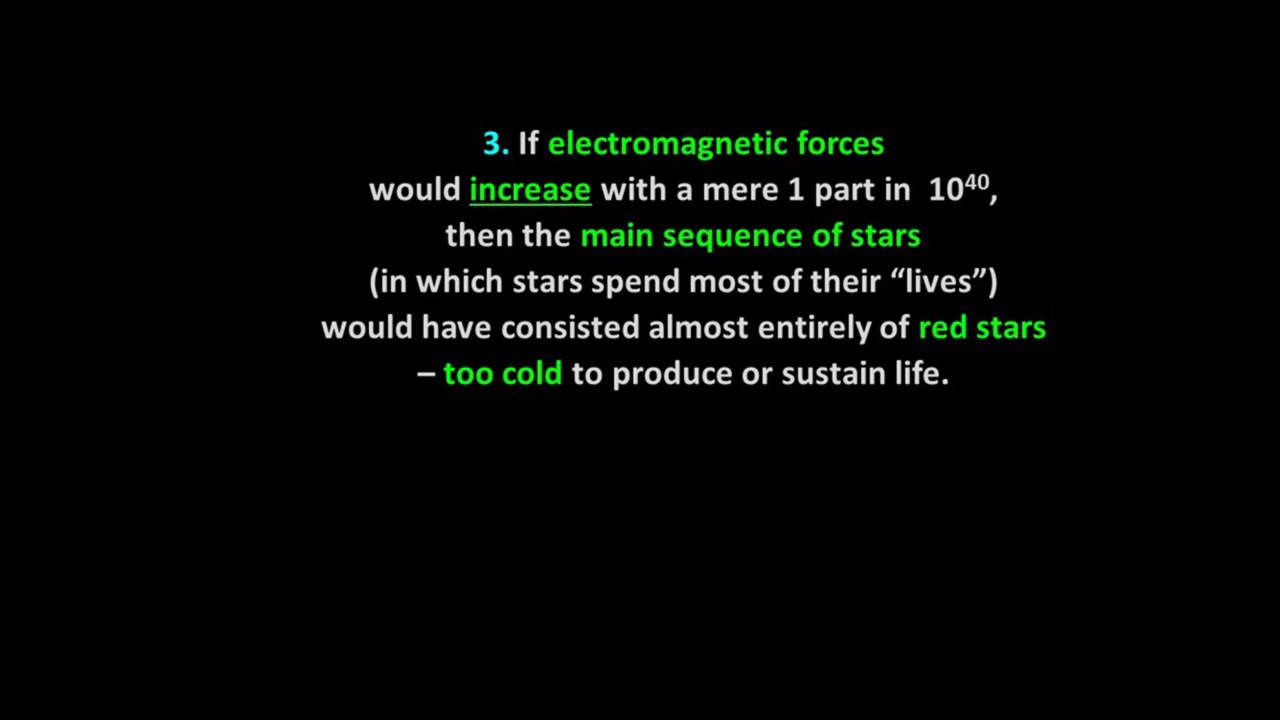 3. If electromagnetic forces
would increase with a mere 1 part in 10⁴⁰,
then the main sequence of stars
(in which stars spend most of their “lives”)
would have consisted almost entirely of red stars
– too cold to produce or sustain life.